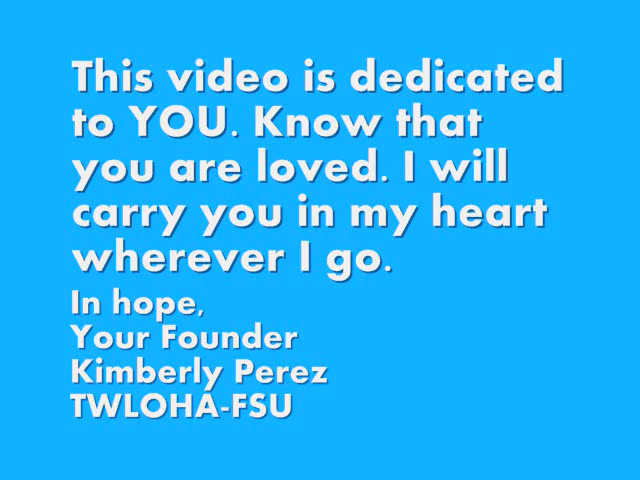 This video is dedicated
to YOU. Know that
you are loved. I will
carry you in my heart
wherever I go.
In hope,
Your Founder
Kimberly Perez
TWLOHA-FSU